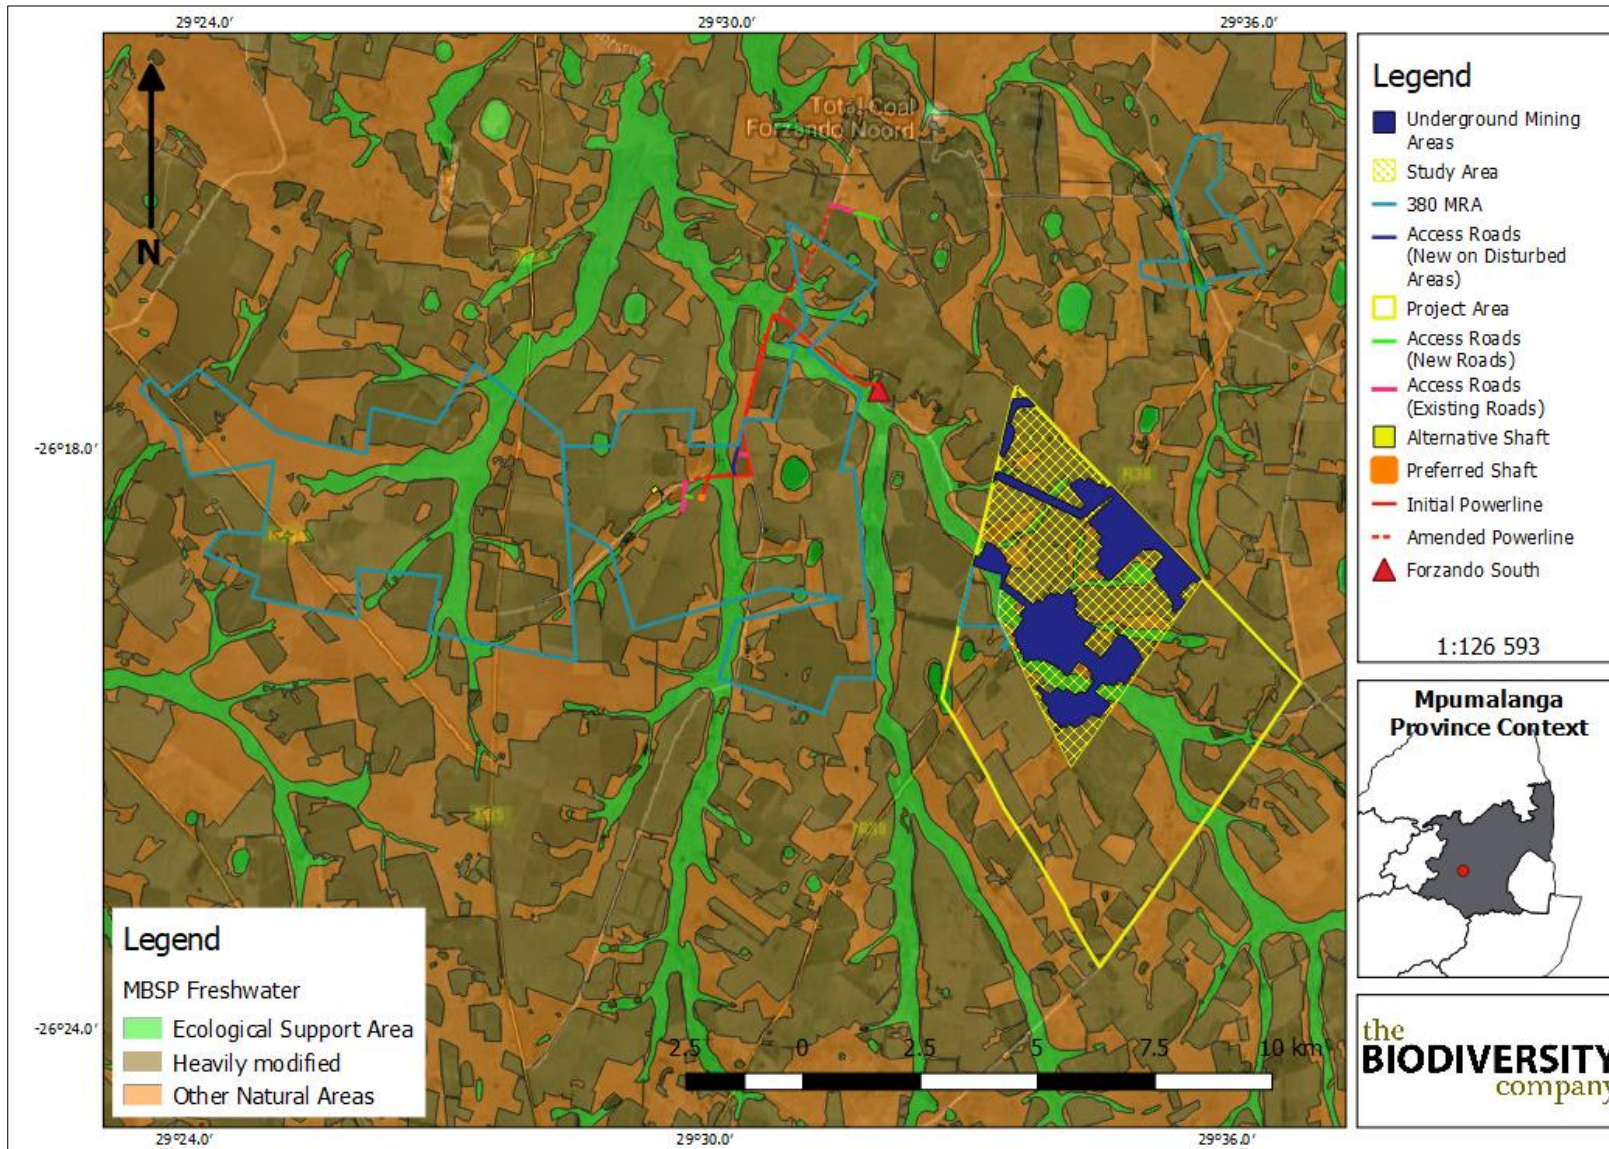 29°24.0'
29°30.0'
29°36.0'
Total Coal
Forzando Noord
N
-26°18.0'
R38
-26°24.0'
Legend
MBSP Freshwater
Ecological Support Area
Heavily modified
Other Natural Areas
2.5 0 2.5 5 7.5 10 km
29°24.0'
29°30.0'
29°36.0'
Legend
Underground Mining
Areas
Study Area
380 MRA
Access Roads
(New on Disturbed
Areas)
Project Area
Access Roads
(New Roads)
Access Roads
(Existing Roads)
Alternative Shaft
Preferred Shaft
Initial Powerline
Amended Powerline
Forzando South
1:126 593
Mpumalanga
Province Context
the
BIODIVERSITY
company